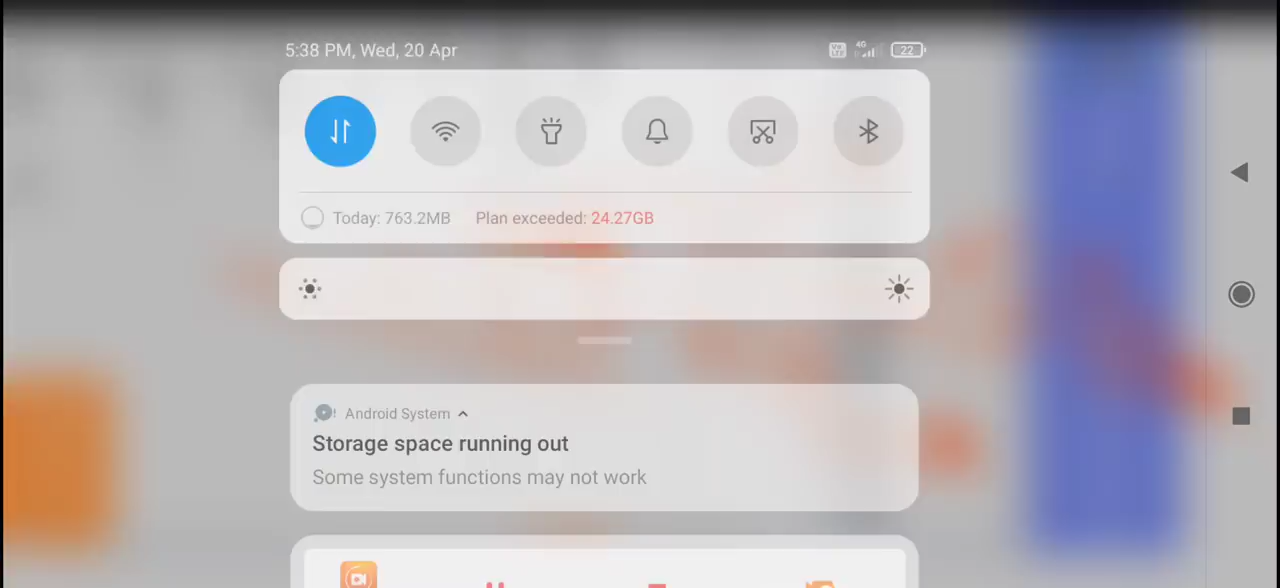 5:38 PM, Wed, 20 Apr
4G
22
Today: 763.2MB Plan exceeded: 24.27GB
Android System
Storage space running out
Some system functions may not work